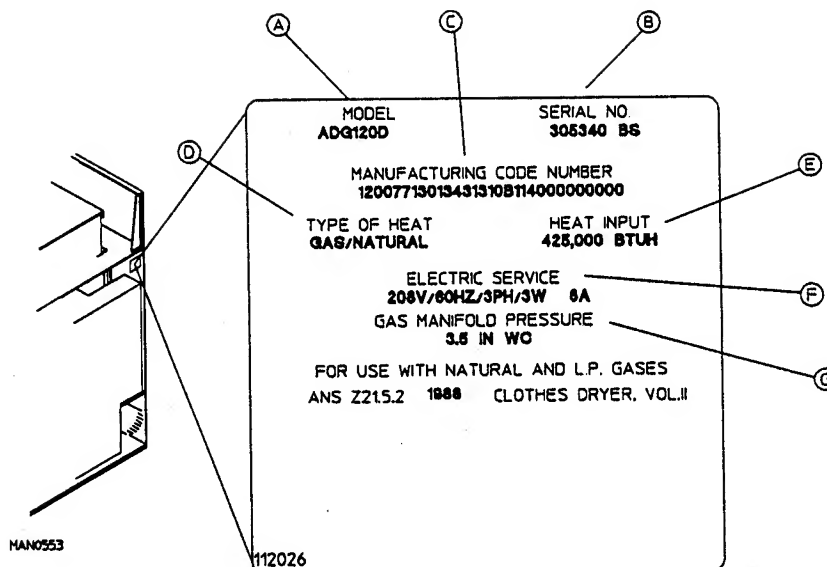 A
C
B
MODEL SERIAL NO.
ADG120D 305340 BS
D
MANUFACTURING CODE NUMBER
E
12007713013431310B114000000000
TYPE OF HEAT HEAT INPUT
GAS/NATURAL 425,000 BTUH
ELECTRIC SERVICE
F
208V/60HZ/3PH/3W 6A
GAS MANIFOLD PRESSURE
3.5 IN WC
FOR USE WITH NATURAL AND L.P. GASES
G
ANS Z21.5.2 1986 CLOTHES DRYER, VOL.II
MAN0553
112026